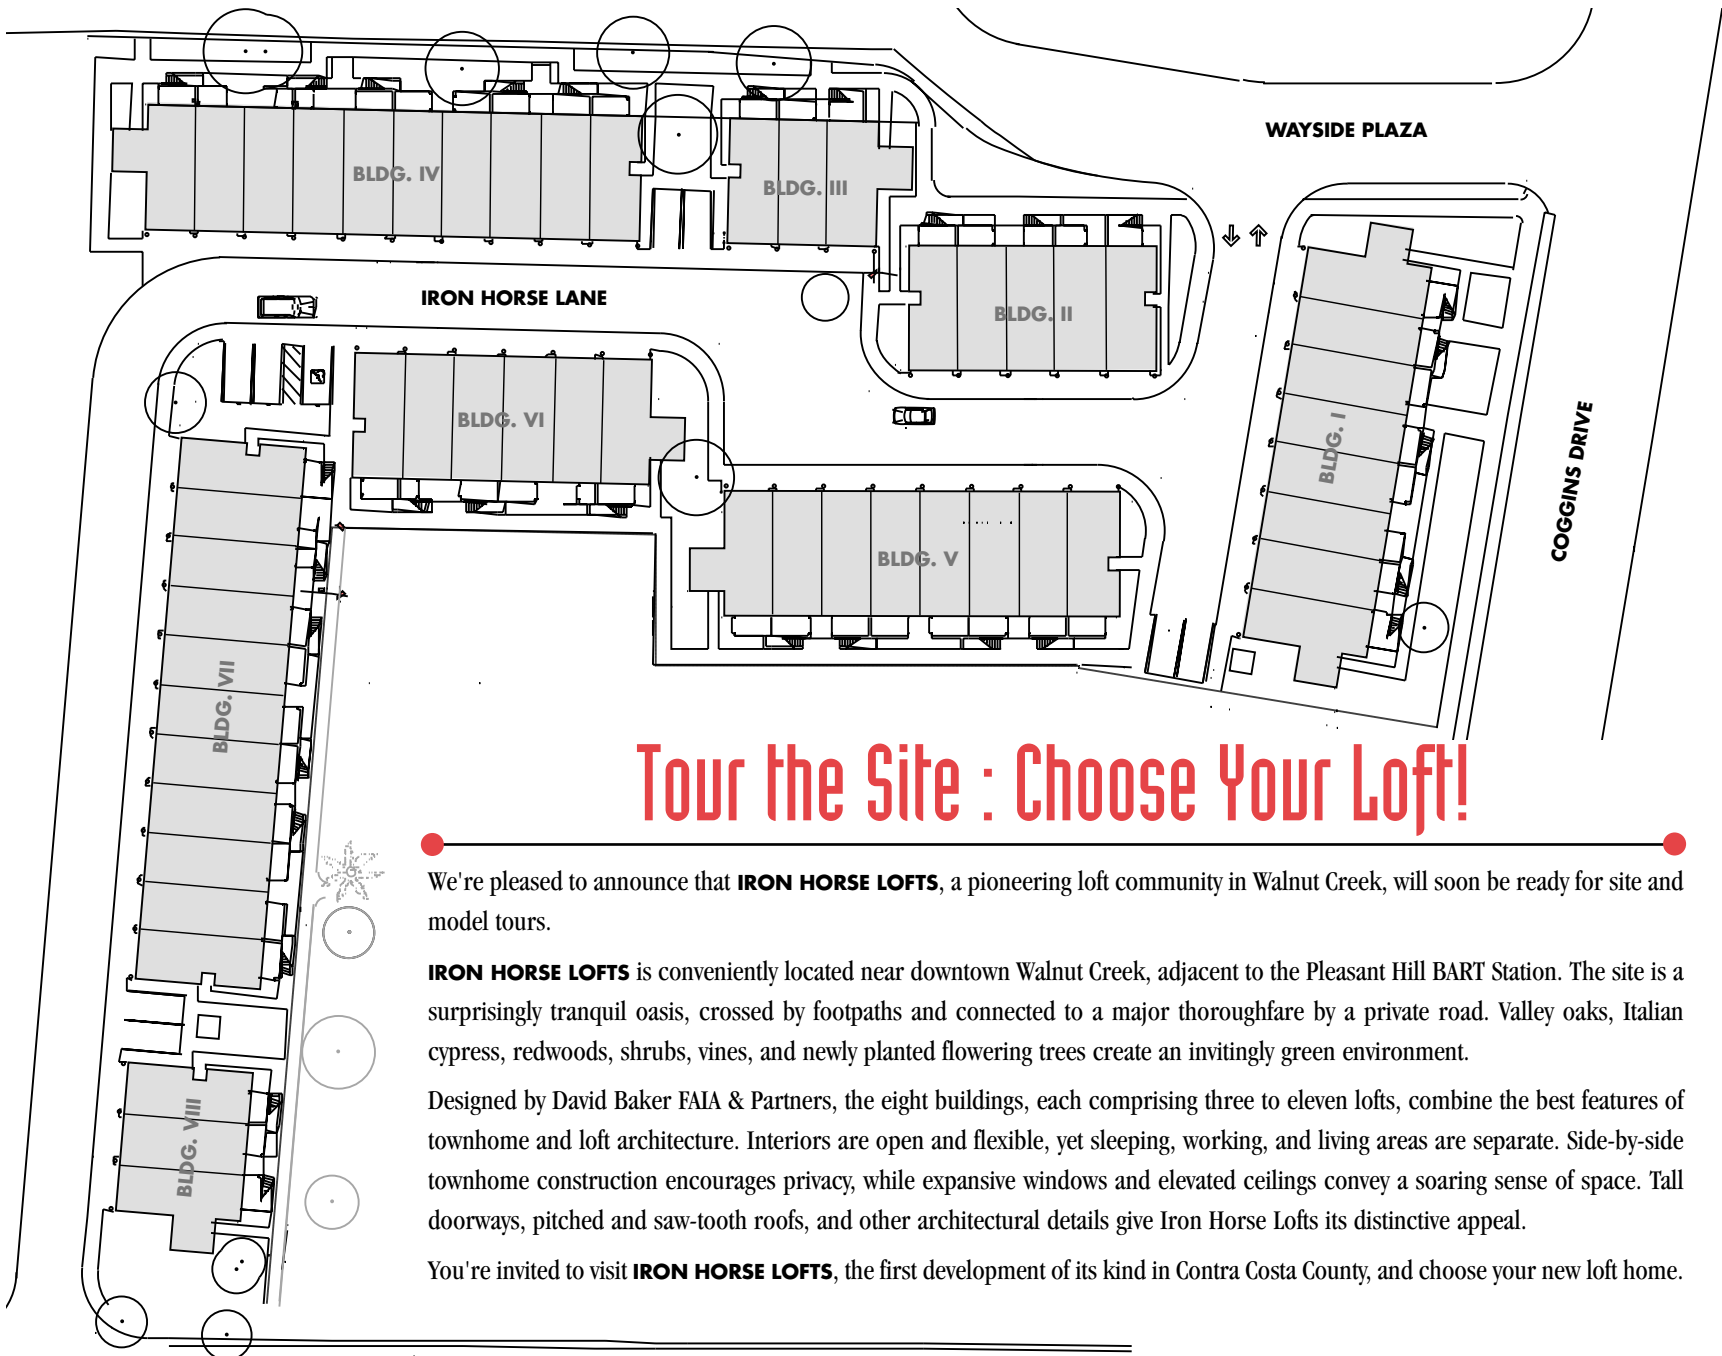 WAYSIDE PLAZA
BLDG. IV
BLDG. III
IRON HORSE LANE
BLDG. II
BLDG. VI
BLDG. I
COGGINS DRIVE
BLDG. V
BLDG. VII
BLDG. VIII
Tour the Site : Choose Your Loft!
We're pleased to announce that IRON HORSE LOFTS, a pioneering loft community in Walnut Creek, will soon be ready for site and
model tours.
IRON HORSE LOFTS is conveniently located near downtown Walnut Creek, adjacent to the Pleasant Hill BART Station. The site is a
surprisingly tranquil oasis, crossed by footpaths and connected to a major thoroughfare by a private road. Valley oaks, Italian
cypress, redwoods, shrubs, vines, and newly planted flowering trees create an invitingly green environment.
Designed by David Baker FAIA & Partners, the eight buildings, each comprising three to eleven lofts, combine the best features of
townhome and loft architecture. Interiors are open and flexible, yet sleeping, working, and living areas are separate. Side-by-side
townhome construction encourages privacy, while expansive windows and elevated ceilings convey a soaring sense of space. Tall
doorways, pitched and saw-tooth roofs, and other architectural details give Iron Horse Lofts its distinctive appeal.
You're invited to visit IRON HORSE LOFTS, the first development of its kind in Contra Costa County, and choose your new loft home.